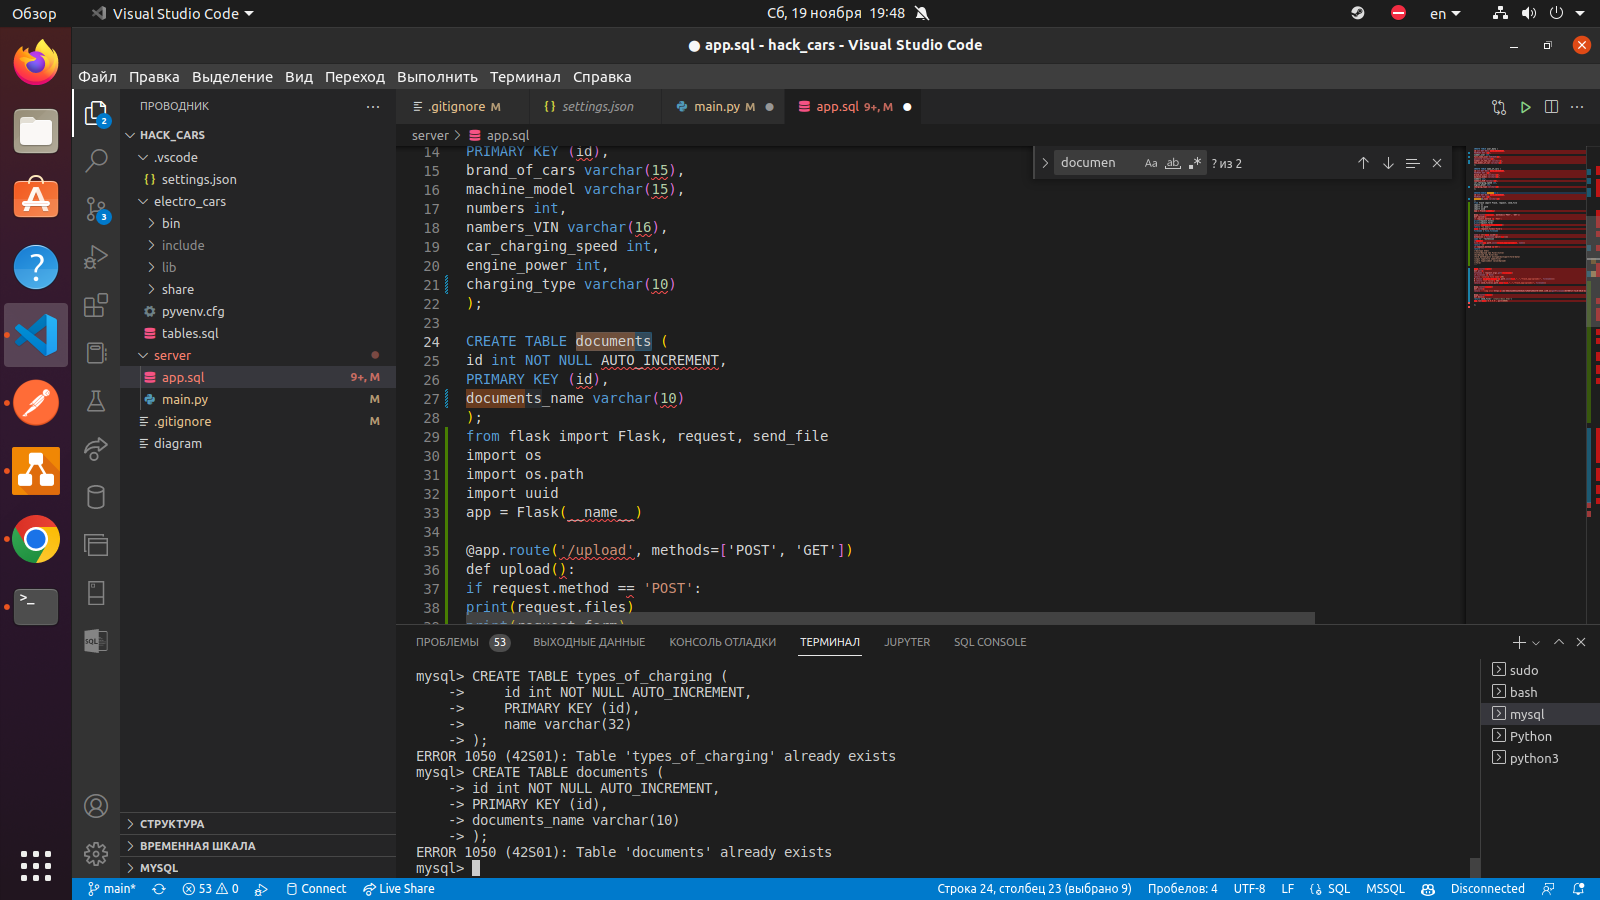 Обзор
Visual Studio Code
Сб, 19 ноября 19:48
en
● app.sql - hack_cars - Visual Studio Code
Файл Правка Выделение Вид Переход Выполнить Терминал Справка
ПРОВОДНИК
HACK_CARS
.vscode
settings.json
electro_cars
bin
include
lib
share
pyvenv.cfg
tables.sql
server
app.sql 9+, M
main.py M
.gitignore M
diagram
СТРУКТУРА
ВРЕМЕННАЯ ШКАЛА
MYSQL
2
3
.gitignore M
settings.json
main.py M
app.sql 9+, M
server > app.sql
documen
Aa ab .* ? из 2
14 PRIMARY KEY (id),
15 brand_of_cars varchar(15),
16 machine_model varchar(15),
17 numbers int,
18 nambers_VIN varchar(16),
19 car_charging_speed int,
20 engine_power int,
21 charging_type varchar(10)
22 );
23
24 CREATE TABLE documents (
25 id int NOT NULL AUTO_INCREMENT,
26 PRIMARY KEY (id),
27 documents_name varchar(10)
28 );
29 from flask import Flask, request, send_file
30 import os
31 import os.path
32 import uuid
33 app = Flask(__name__)
34
35 @app.route('/upload', methods=['POST', 'GET'])
36 def upload():
37 if request.method == 'POST':
38 print(request.files)
ПРОБЛЕМЫ 53 ВЫХОДНЫЕ ДАННЫЕ КОНСОЛЬ ОТЛАДКИ ТЕРМИНАЛ JUPYTER SQL CONSOLE
mysql> CREATE TABLE types_of_charging (
-> id int NOT NULL AUTO_INCREMENT,
-> PRIMARY KEY (id),
-> name varchar(32)
-> );
ERROR 1050 (42S01): Table 'types_of_charging' already exists
mysql> CREATE TABLE documents (
-> id int NOT NULL AUTO_INCREMENT,
-> PRIMARY KEY (id),
-> documents_name varchar(10)
-> );
ERROR 1050 (42S01): Table 'documents' already exists
mysql>
sudo
bash
mysql
Python
python3
main* 53 0 Connect Live Share
Строка 24, столбец 23 (выбрано 9) Пробелов: 4 UTF-8 LF SQL MSSQL Disconnected